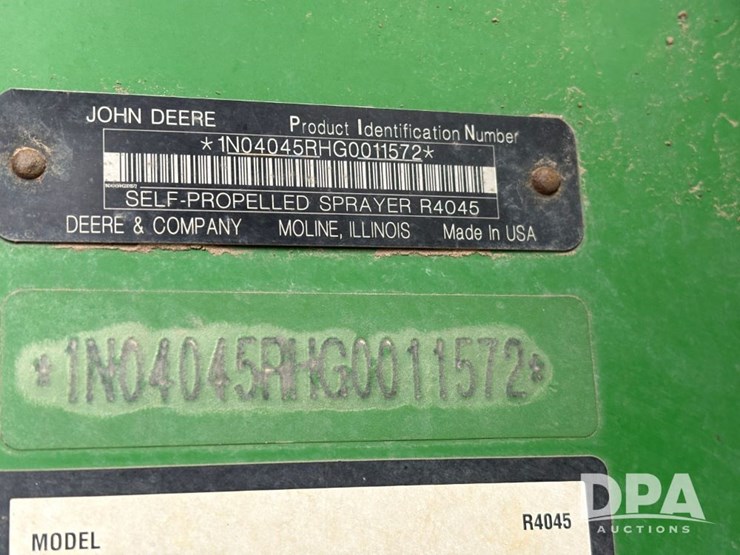 JOHN DEERE Product Identification Number
*1N04045RHG0011572*
SELF-PROPELLED SPRAYER R4045
DEERE & COMPANY MOLINE, ILLINOIS Made In USA
*1N04045RHG0011572*
MODEL R4045
DPA
AUCTIONS